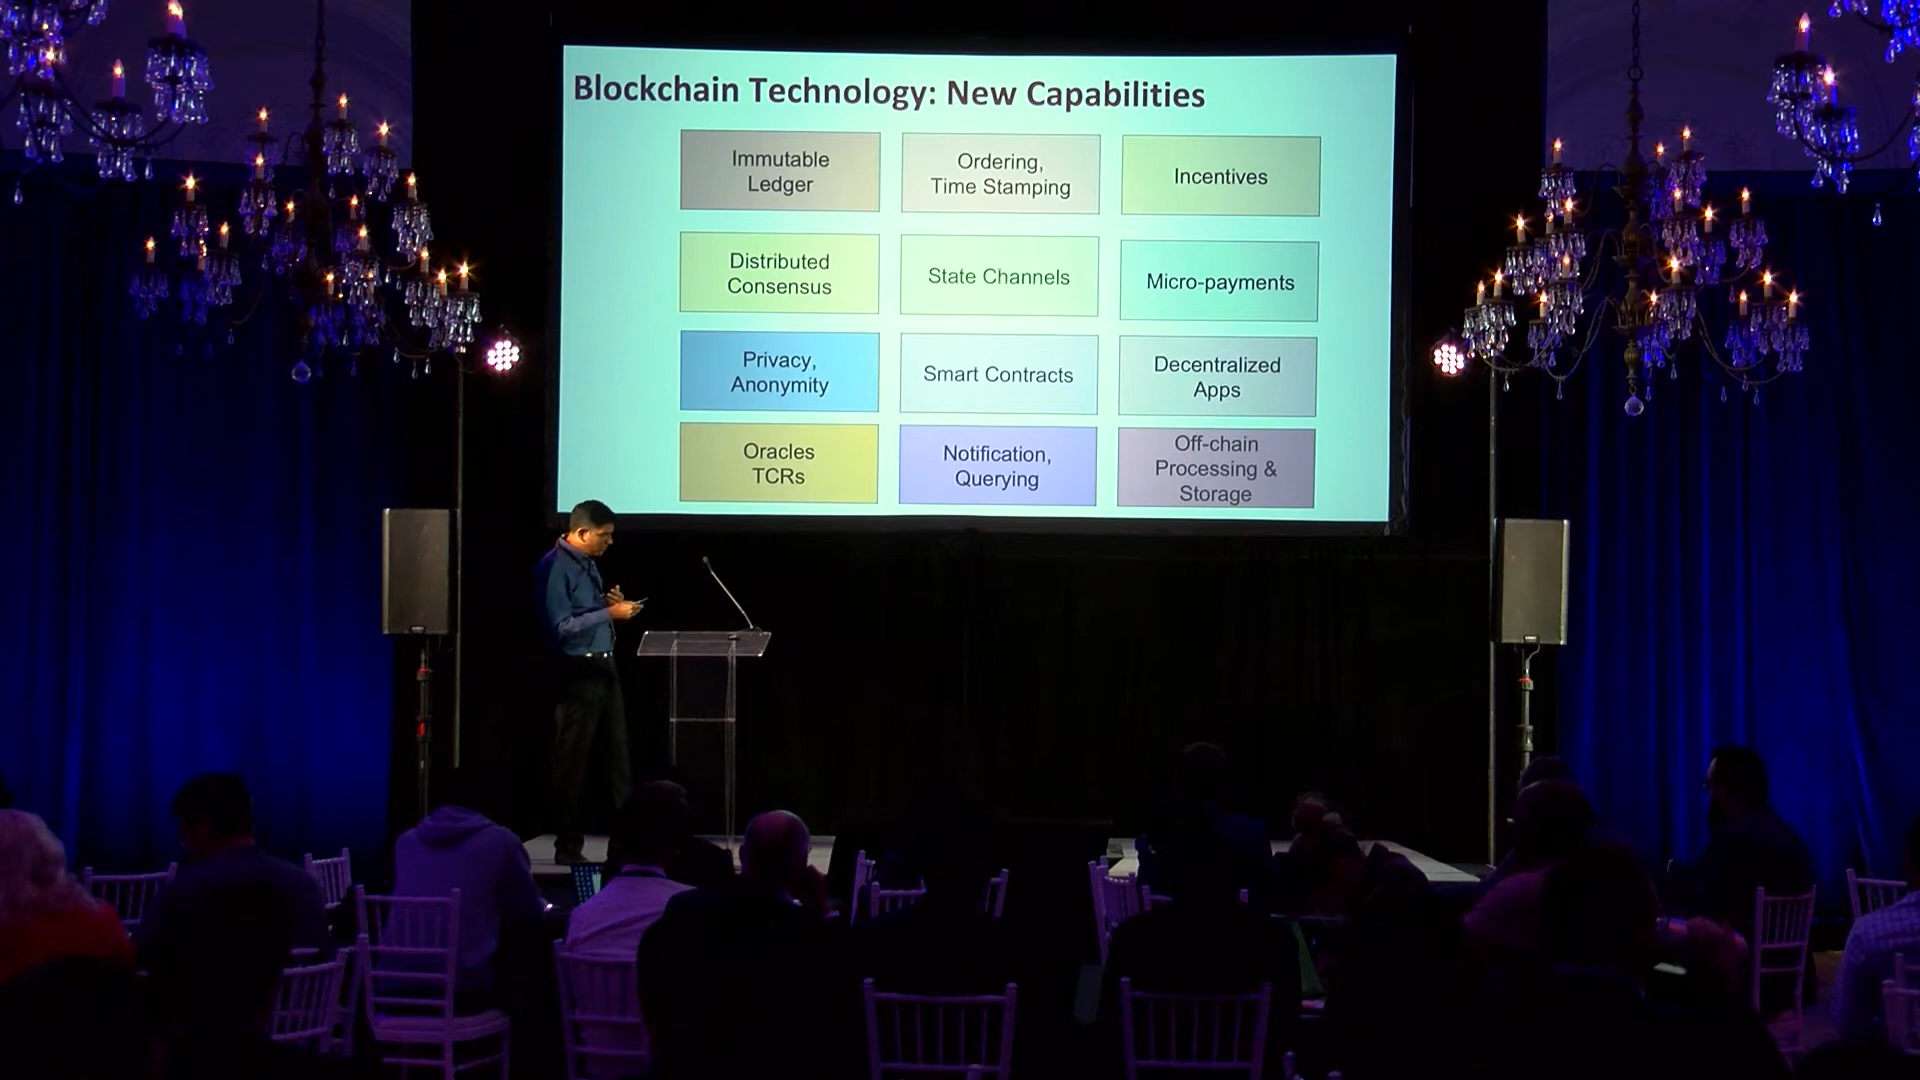 Blockchain Technology: New Capabilities
Immutable
Ledger
Ordering,
Time Stamping
Incentives
Distributed
Consensus
State Channels
Micro-payments
Privacy,
Anonymity
Smart Contracts
Decentralized
Apps
Oracles
TCRs
Notification,
Querying
Off-chain
Processing &
Storage